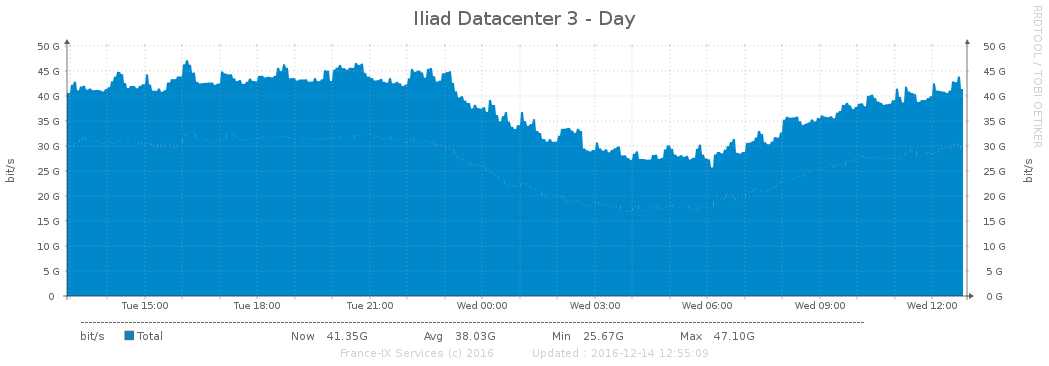 Iliad Datacenter 3 - Day
RRDTOOL / TOBI OETIKER
50 G 50 G
45 G 45 G
40 G 40 G
35 G 35 G
30 G 30 G
25 G 25 G
20 G 20 G
15 G 15 G
10 G 10 G
5 G 5 G
0 0 G
bit/s bit/s
Tue 15:00 Tue 18:00 Tue 21:00 Wed 00:00 Wed 03:00 Wed 06:00 Wed 09:00 Wed 12:00
bit/s Total Now 41.35G Avg 38.03G Min 25.67G Max 47.10G
France-IX Services (c) 2016 Updated : 2016-12-14 12:55:09